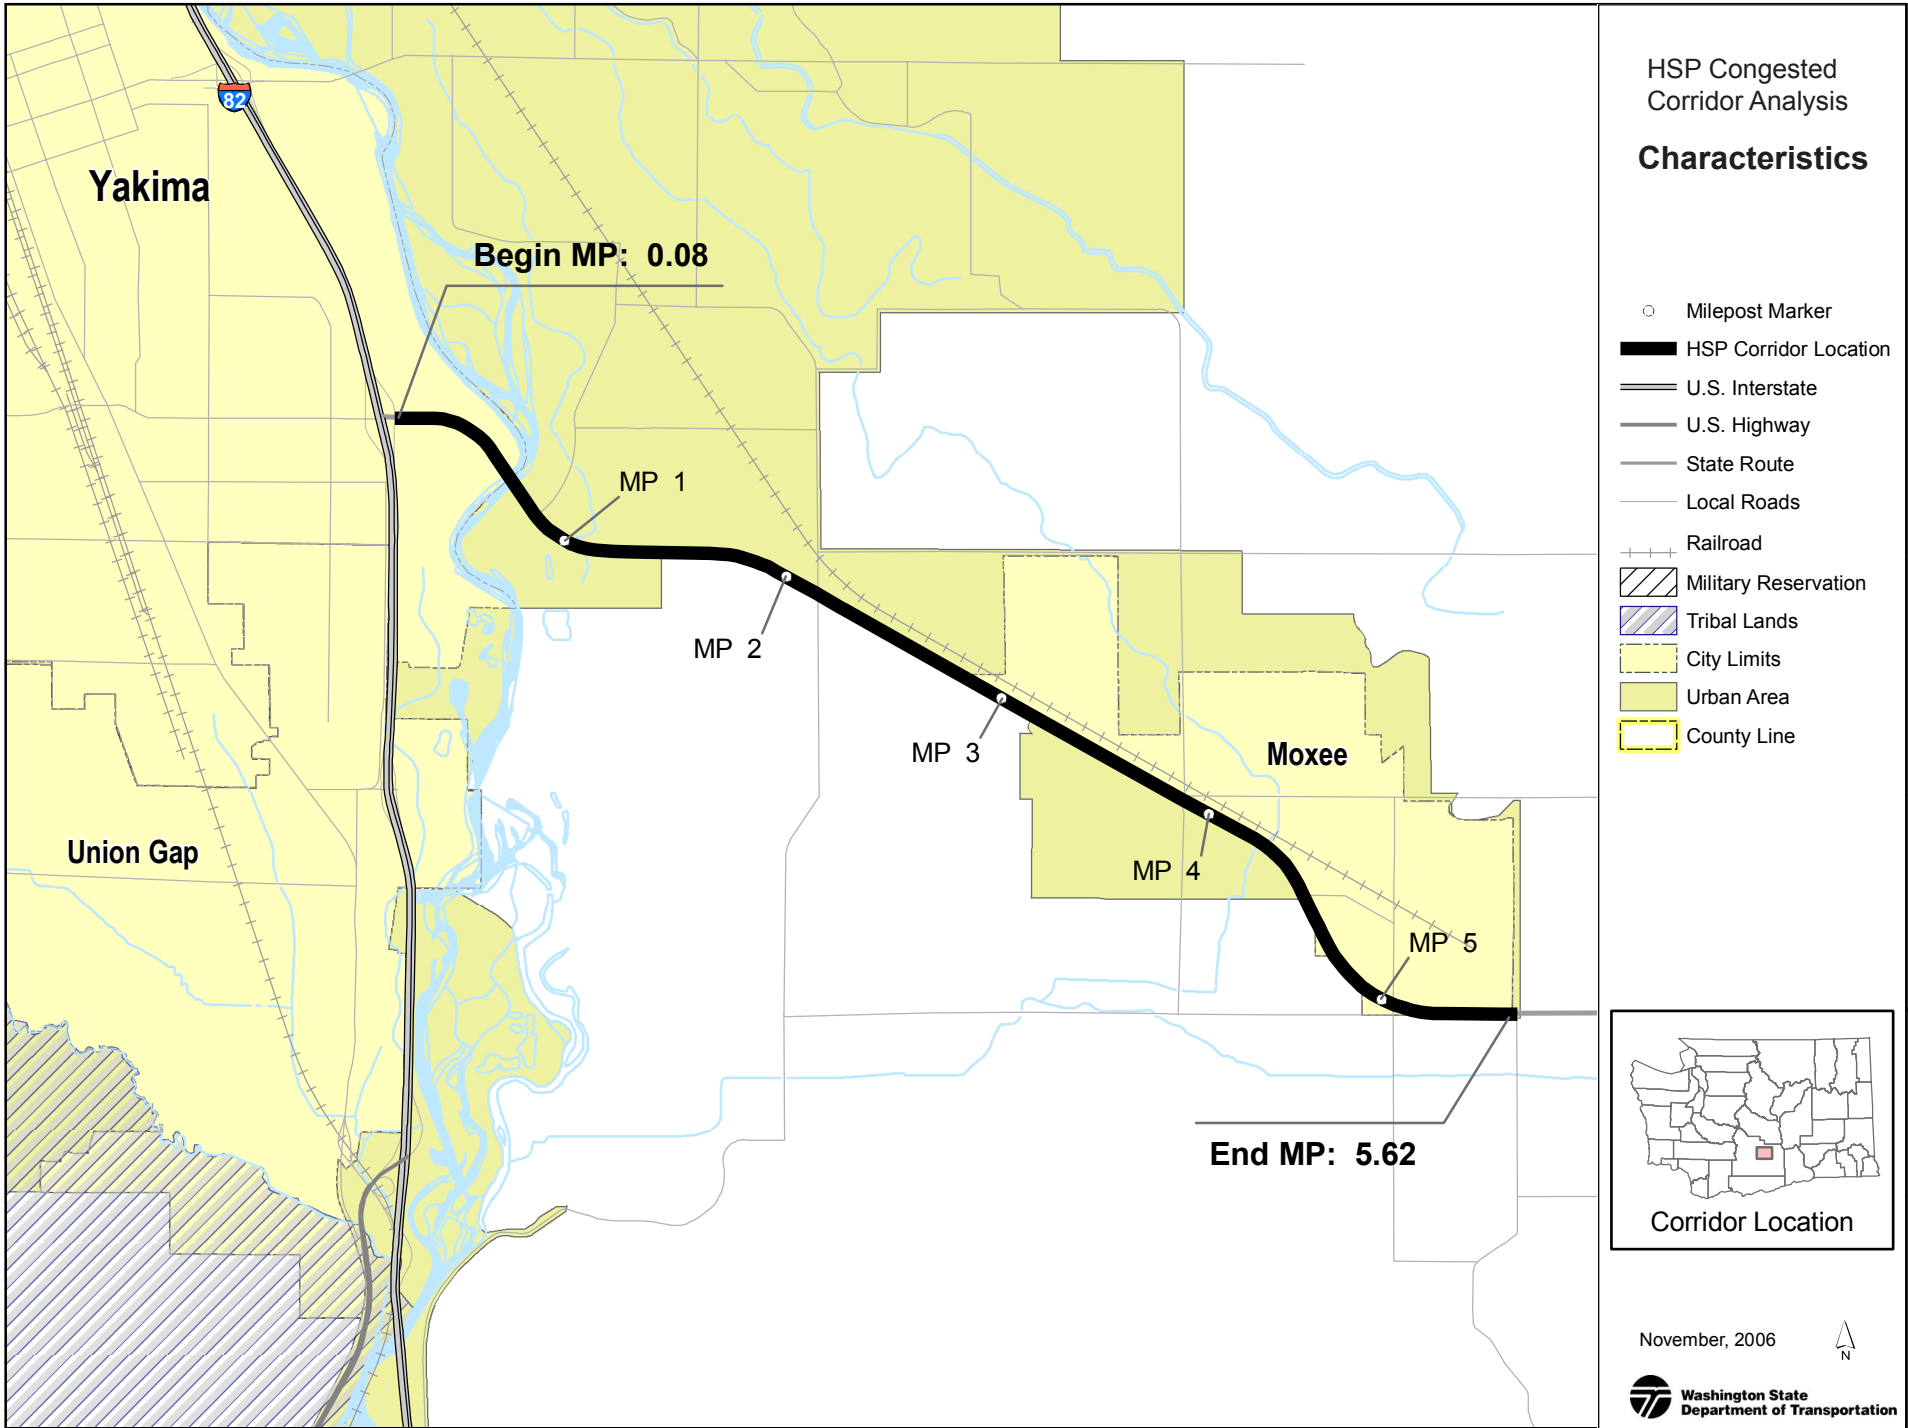 82
Yakima
Begin MP: 0.08
MP 1
MP 2
MP 3
Moxee
MP 4
Union Gap
MP 5
End MP: 5.62
HSP Congested
Corridor Analysis
Characteristics
Milepost Marker
HSP Corridor Location
U.S. Interstate
U.S. Highway
State Route
Local Roads
Railroad
Military Reservation
Tribal Lands
City Limits
Urban Area
County Line
Corridor Location
November, 2006
N
Washington State
Department of Transportation